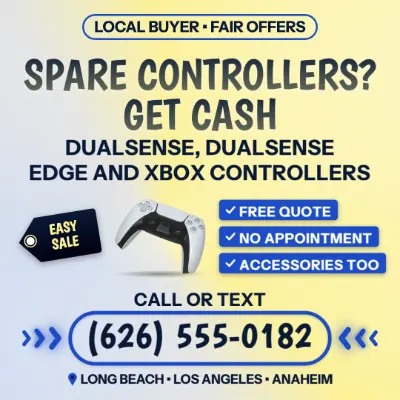 LOCAL BUYER • FAIR OFFERS
SPARE CONTROLLERS?
GET CASH
DUALSENSE, DUALSENSE
EDGE AND XBOX CONTROLLERS
EASY
SALE
FREE QUOTE
NO APPOINTMENT
ACCESSORIES TOO
CALL OR TEXT
(626) 555-0182
LONG BEACH • LOS ANGELES • ANAHEIM